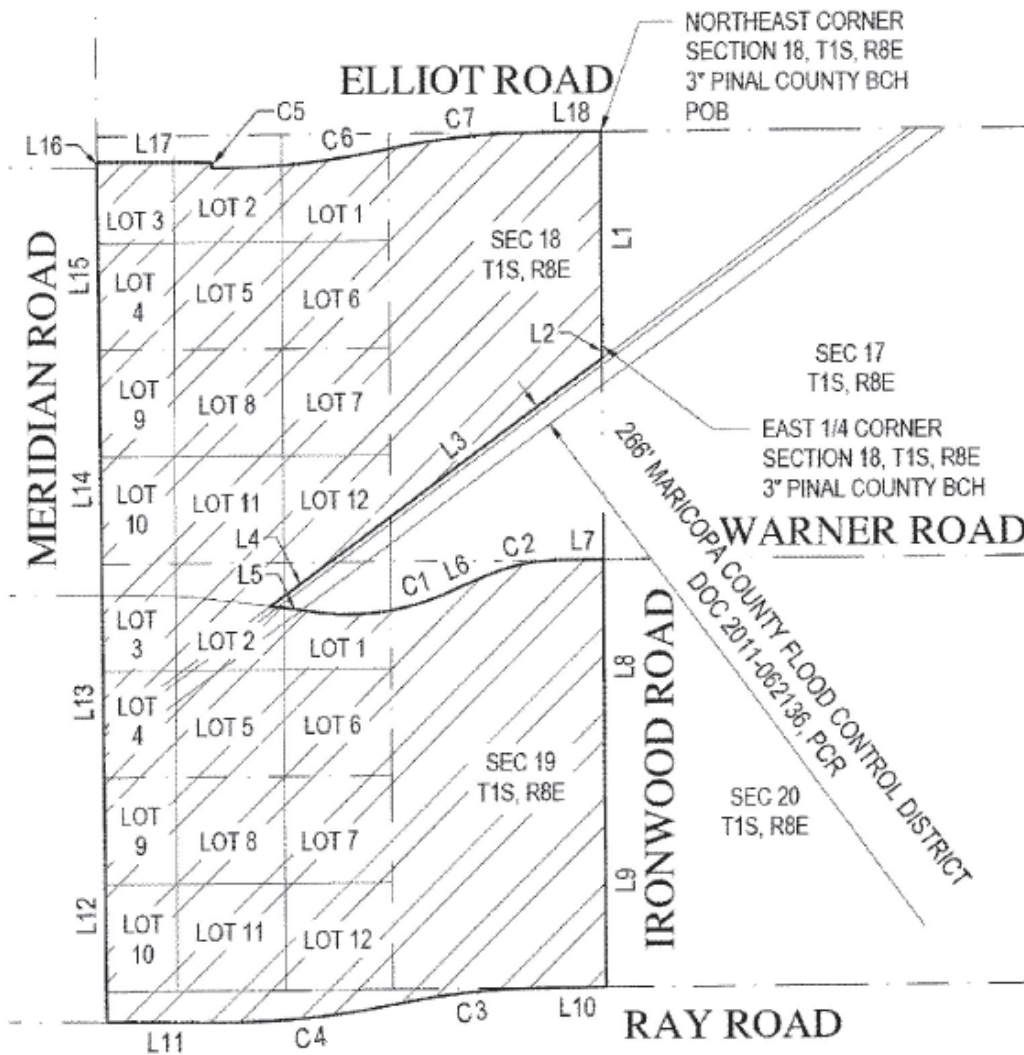 NORTHEAST CORNER
SECTION 18, T1S, R8E
3" PINAL COUNTY BCH
POB
ELLIOT ROAD
C5
C7
L18
L16
L17
C6
LOT 3
LOT 2
LOT 1
SEC 18
T1S, R8E
L1
MERIDIAN ROAD
L15
LOT
4
LOT 5
LOT 6
L2
SEC 17
T1S, R8E
LOT
9
LOT 8
LOT 7
L3
EAST 1/4 CORNER
SECTION 18, T1S, R8E
3" PINAL COUNTY BCH
266' MARICOPA COUNTY FLOOD CONTROL DISTRICT
DOC 2011-062136, PCR
L14
LOT
10
LOT 11
LOT 12
WARNER ROAD
L4
L5
C1
L6
C2
L7
LOT
3
LOT 2
LOT 1
IRONWOOD ROAD
L8
L13
LOT
4
LOT 5
LOT 6
SEC 19
T1S, R8E
SEC 20
T1S, R8E
LOT
9
LOT 8
LOT 7
L9
L12
LOT
10
LOT 11
LOT 12
L11
C4
C3
L10
RAY ROAD